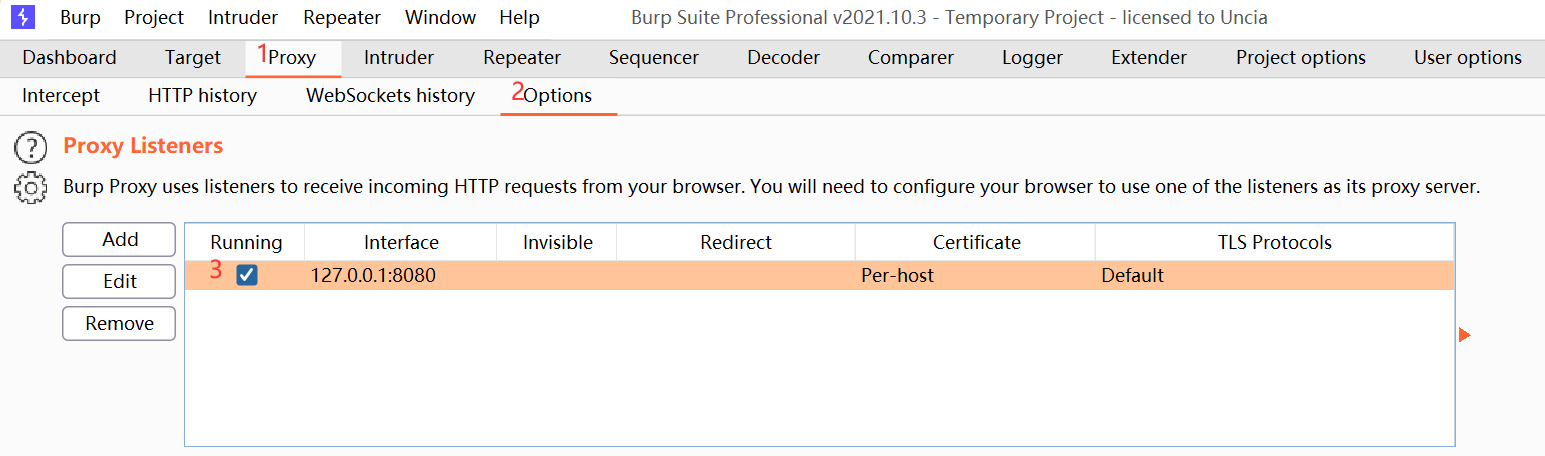 Burp Project Intruder Repeater Window Help Burp Suite Professional v2021.10.3 - Temporary Project - licensed to Uncia
Dashboard Target 1Proxy Intruder Repeater Sequencer Decoder Comparer Logger Extender Project options User options
Intercept HTTP history WebSockets history 2Options
? Proxy Listeners
Burp Proxy uses listeners to receive incoming HTTP requests from your browser. You will need to configure your browser to use one of the listeners as its proxy server.
Add Running Interface Invisible Redirect Certificate TLS Protocols
Edit 3 127.0.0.1:8080 Per-host Default
Remove